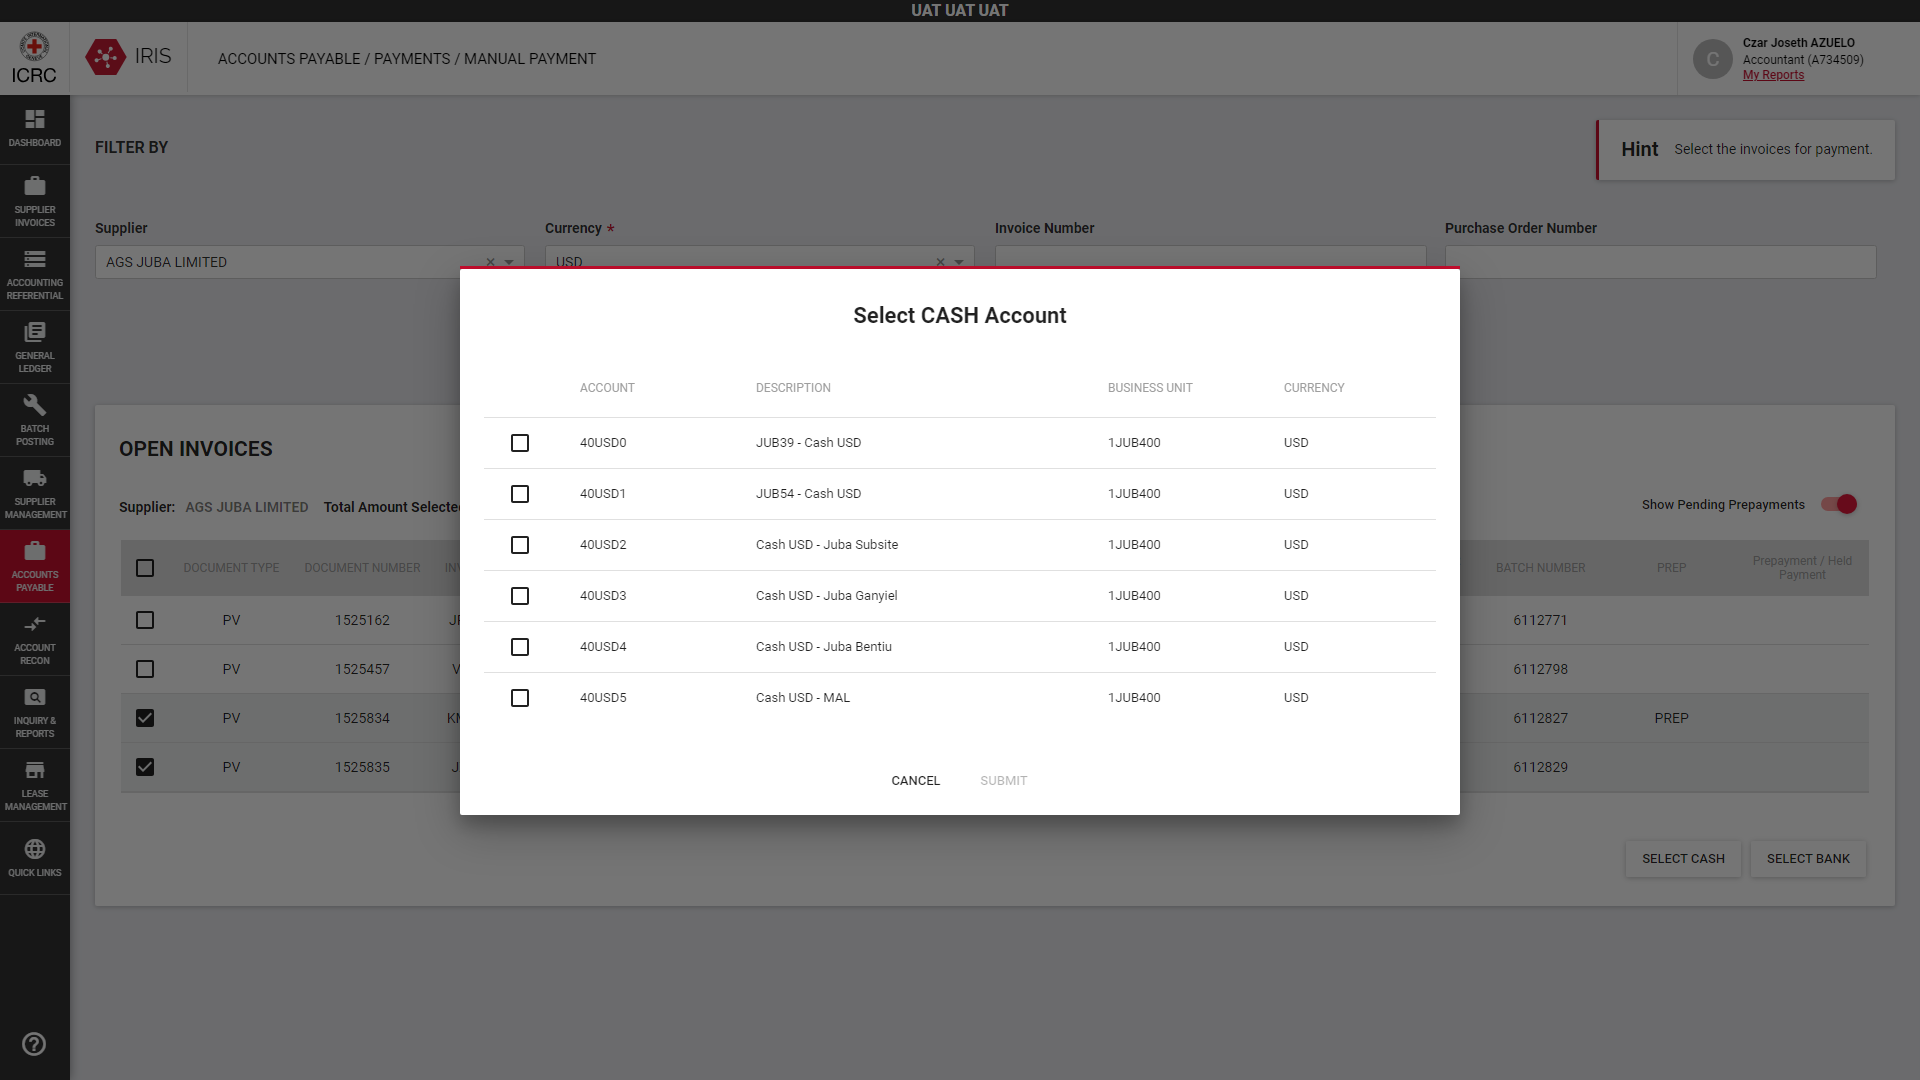 UAT UAT UAT
ICRC
IRIS
ACCOUNTS PAYABLE / PAYMENTS / MANUAL PAYMENT
C
Czar Joseth AZUELO
Accountant (A734509)
My Reports
DASHBOARD
SUPPLIER
INVOICES
ACCOUNTING
REFERENTIAL
GENERAL
LEDGER
BATCH
POSTING
SUPPLIER
MANAGEMENT
ACCOUNTS
PAYABLE
ACCOUNT
RECON
INQUIRY &
REPORTS
LEASE
MANAGEMENT
QUICK LINKS
FILTER BY
Hint Select the invoices for payment.
Supplier Currency * Invoice Number Purchase Order Number
AGS JUBA LIMITED USD
Select CASH Account
ACCOUNT DESCRIPTION BUSINESS UNIT CURRENCY
40USD0 JUB39 - Cash USD 1JUB400 USD
40USD1 JUB54 - Cash USD 1JUB400 USD
40USD2 Cash USD - Juba Subsite 1JUB400 USD
40USD3 Cash USD - Juba Ganyiel 1JUB400 USD
40USD4 Cash USD - Juba Bentiu 1JUB400 USD
40USD5 Cash USD - MAL 1JUB400 USD
CANCEL SUBMIT
OPEN INVOICES
Supplier: AGS JUBA LIMITED Total Amount Selected
Show Pending Prepayments
DOCUMENT TYPE DOCUMENT NUMBER BATCH NUMBER PREP Prepayment / Held
Payment
PV 1525162 6112771
PV 1525457 6112798
PV 1525834 6112827 PREP
PV 1525835 6112829
SELECT CASH SELECT BANK